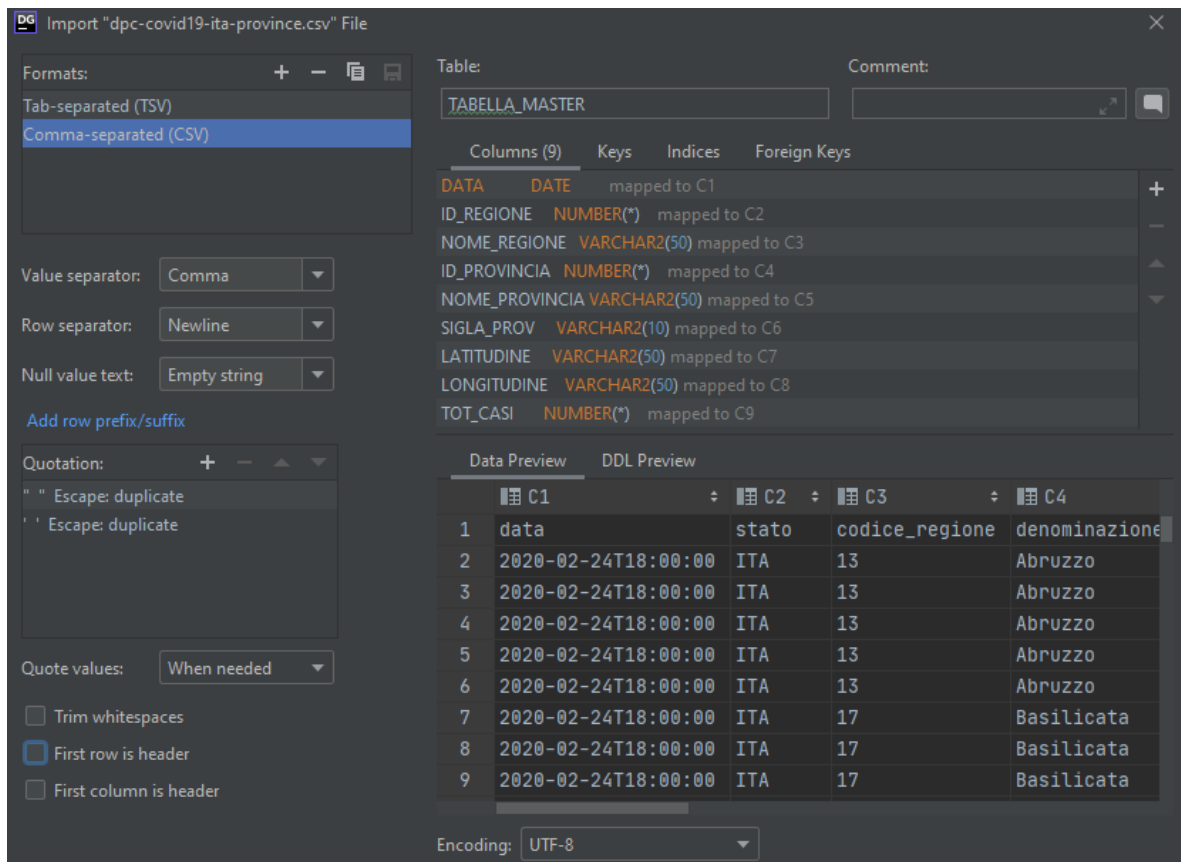 DG Import "dpc-covid19-ita-province.csv" File
Formats:
Tab-separated (TSV)
Comma-separated (CSV)
Value separator: Comma
Row separator: Newline
Null value text: Empty string
Add row prefix/suffix
Quotation:
" " Escape: duplicate
' ' Escape: duplicate
Quote values: When needed
Trim whitespaces
First row is header
First column is header
Table:
Comment:
TABELLA_MASTER
Columns (9) Keys Indices Foreign Keys
DATA DATE mapped to C1
ID_REGIONE NUMBER(*) mapped to C2
NOME_REGIONE VARCHAR2(50) mapped to C3
ID_PROVINCIA NUMBER(*) mapped to C4
NOME_PROVINCIA VARCHAR2(50) mapped to C5
SIGLA_PROV VARCHAR2(10) mapped to C6
LATITUDINE VARCHAR2(50) mapped to C7
LONGITUDINE VARCHAR2(50) mapped to C8
TOT_CASI NUMBER(*) mapped to C9
Data Preview DDL Preview
C1 C2 C3 C4
1 data stato codice_regione denominazione
2 2020-02-24T18:00:00 ITA 13 Abruzzo
3 2020-02-24T18:00:00 ITA 13 Abruzzo
4 2020-02-24T18:00:00 ITA 13 Abruzzo
5 2020-02-24T18:00:00 ITA 13 Abruzzo
6 2020-02-24T18:00:00 ITA 13 Abruzzo
7 2020-02-24T18:00:00 ITA 17 Basilicata
8 2020-02-24T18:00:00 ITA 17 Basilicata
9 2020-02-24T18:00:00 ITA 17 Basilicata
Encoding: UTF-8